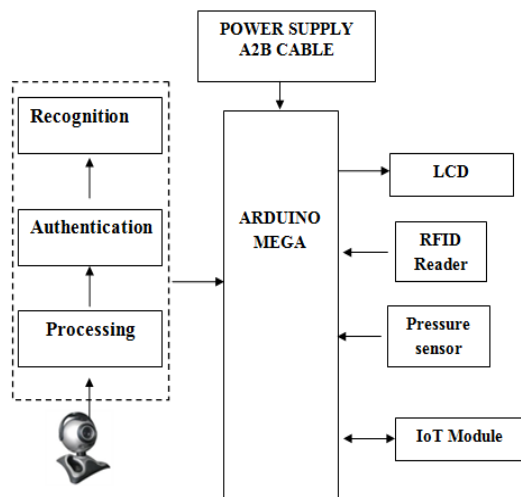 POWER SUPPLY
A2B CABLE
Recognition
Authentication
Processing
ARDUINO
MEGA
LCD
RFID
Reader
Pressure
sensor
IoT Module